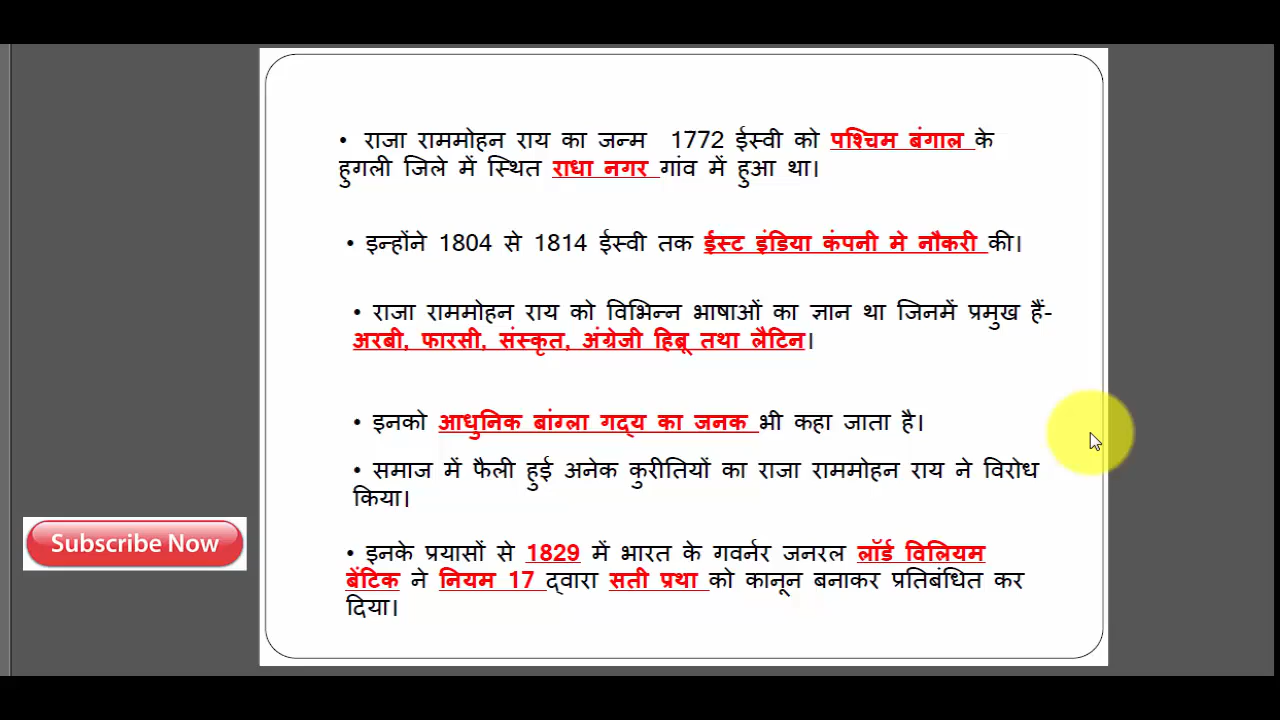 • राजा राममोहन राय का जन्म 1772 ईस्वी को पश्चिम बंगाल के
हुगली जिले में स्थित राधा नगर गांव में हुआ था।
• इन्होंने 1804 से 1814 ईस्वी तक ईस्ट इंडिया कंपनी मे नौकरी की।
• राजा राममोहन राय को विभिन्न भाषाओं का ज्ञान था जिनमें प्रमुख हैं-
अरबी, फारसी, संस्कृत, अंग्रेजी हिब्रू तथा लैटिन।
• इनको आधुनिक बांग्ला गद्य का जनक भी कहा जाता है।
• समाज में फैली हुई अनेक कुरीतियों का राजा राममोहन राय ने विरोध
किया।
• इनके प्रयासों से 1829 में भारत के गवर्नर जनरल लॉर्ड विलियम
बेंटिक ने नियम 17 द्वारा सती प्रथा को कानून बनाकर प्रतिबंधित कर
दिया।
Subscribe Now